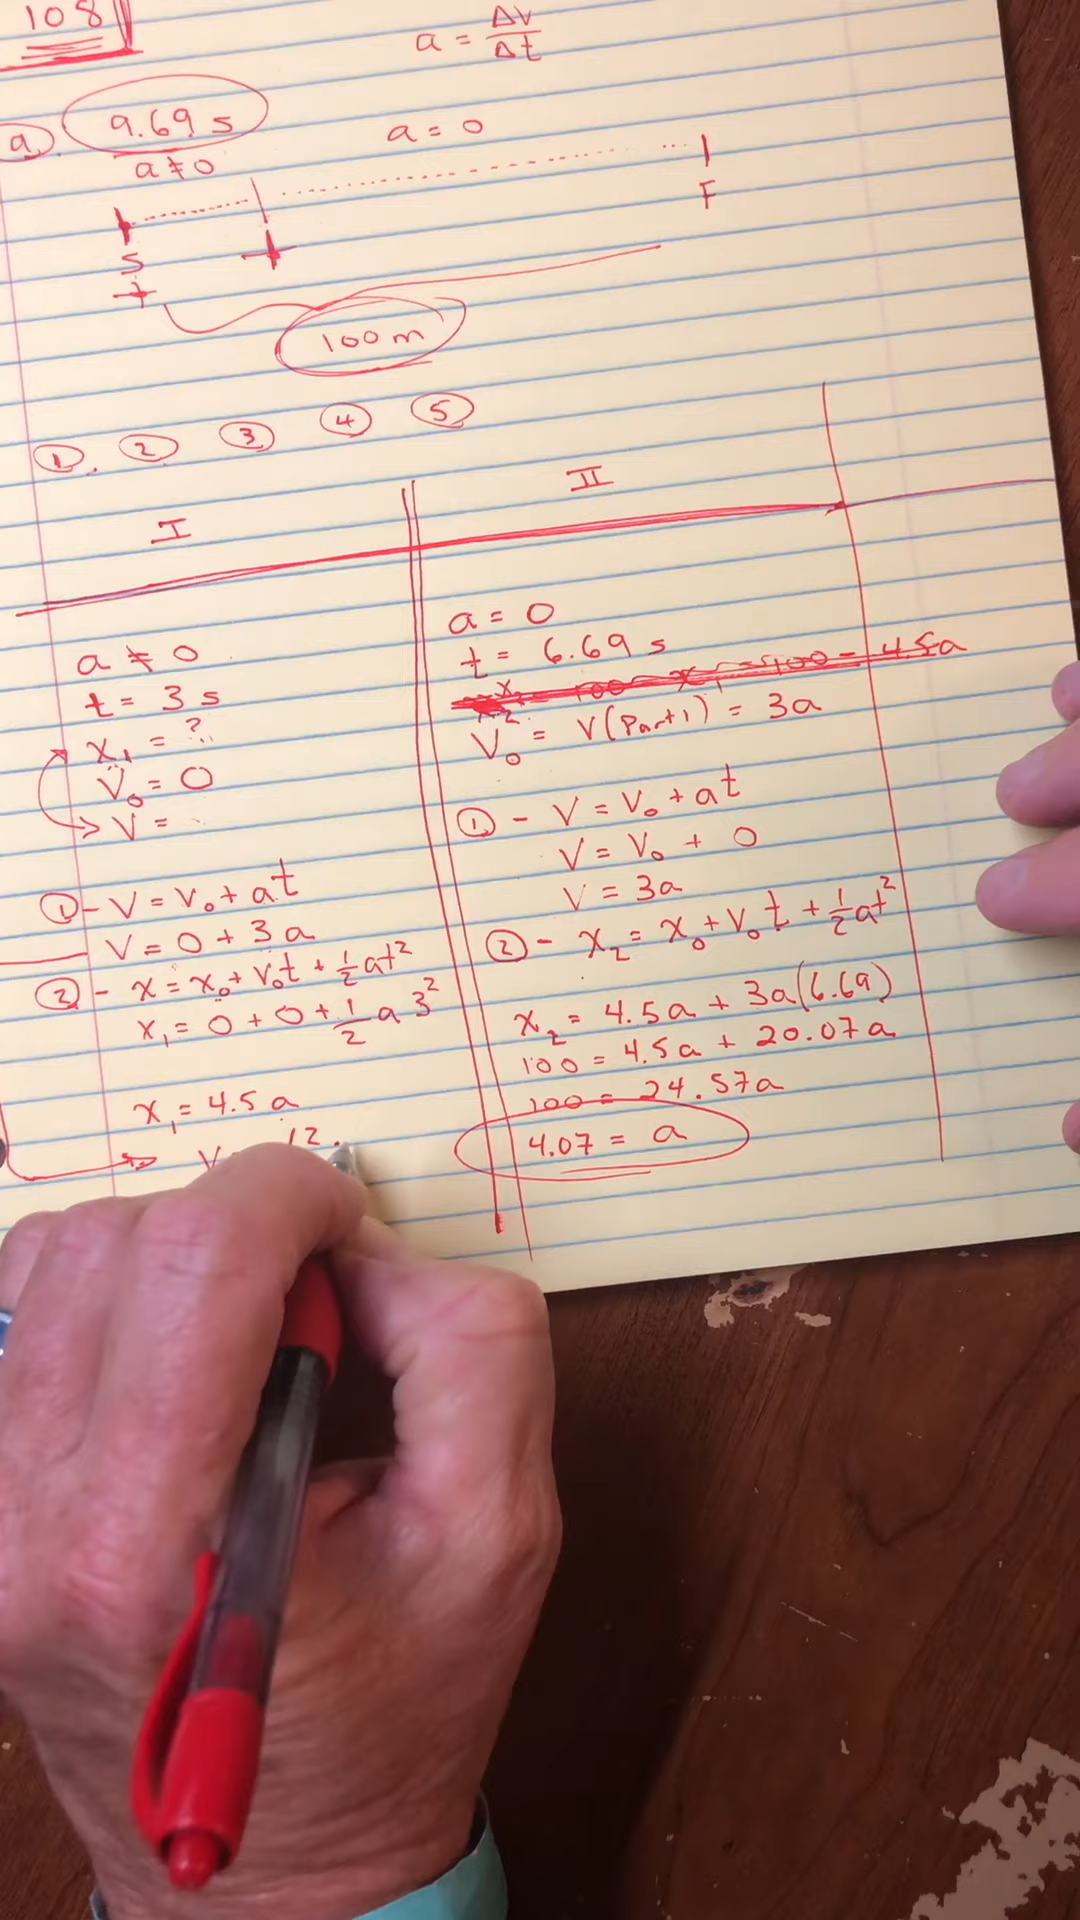 108
a = Δv/Δt
a. 9.69 s
a ≠ 0
a = 0
S
F
100 m
① ② ③ ④ ⑤
I
a ≠ 0
t = 3 s
x₁ = ?
V₀ = 0
V =
① - V = V₀ + at
V = 0 + 3a
② - x = x₀ + V₀t + ½at²
x₁ = 0 + 0 + ½ a 3²
x₁ = 4.5 a
V = 12.
II
a = 0
t = 6.69 s
V₀ = V(Part 1) = 3a
① - V = V₀ + at
V = V₀ + 0
V = 3a
② - x₂ = x₀ + V₀t + ½at²
x₂ = 4.5a + 3a(6.69)
100 = 4.5a + 20.07a
100 = 24.57a
4.07 = a